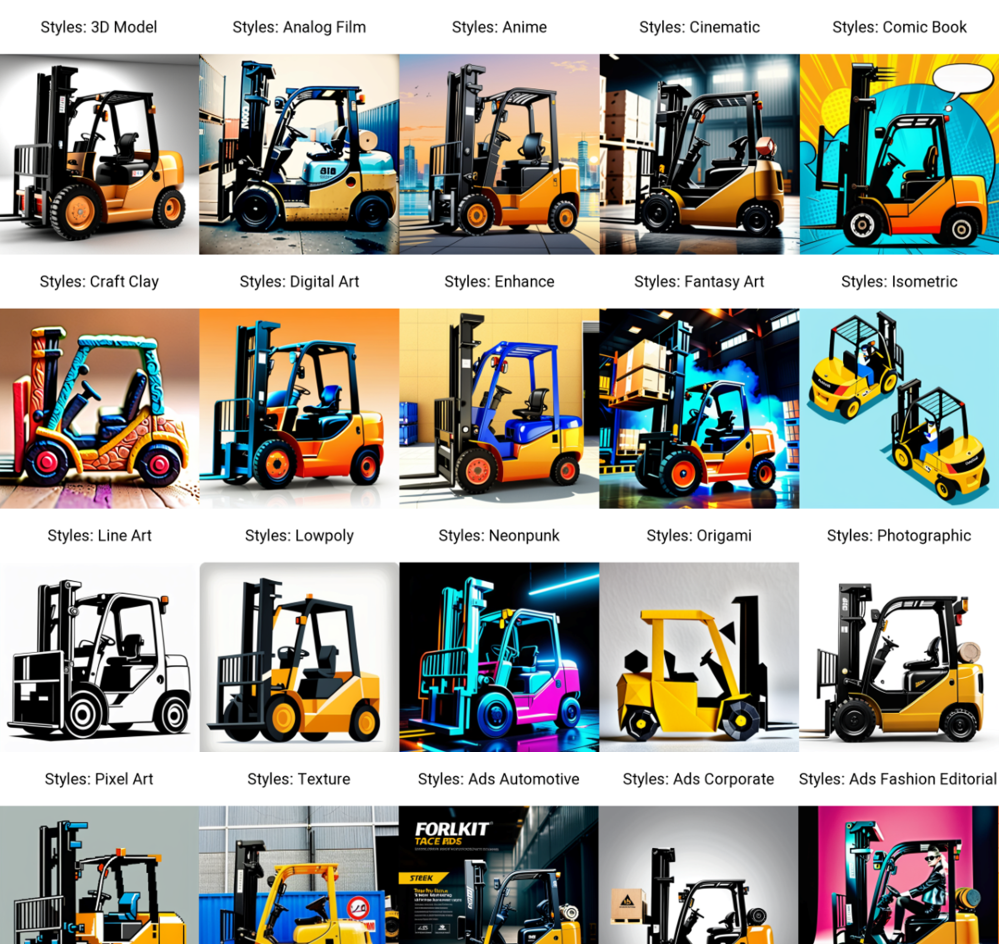 Styles: 3D Model
Styles: Analog Film
Styles: Anime
Styles: Cinematic
Styles: Comic Book
Styles: Craft Clay
Styles: Digital Art
Styles: Enhance
Styles: Fantasy Art
Styles: Isometric
Styles: Line Art
Styles: Lowpoly
Styles: Neonpunk
Styles: Origami
Styles: Photographic
Styles: Pixel Art
Styles: Texture
Styles: Ads Automotive
Styles: Ads Corporate
Styles: Ads Fashion Editorial
FORLKIT
TACE RDS
STEEK